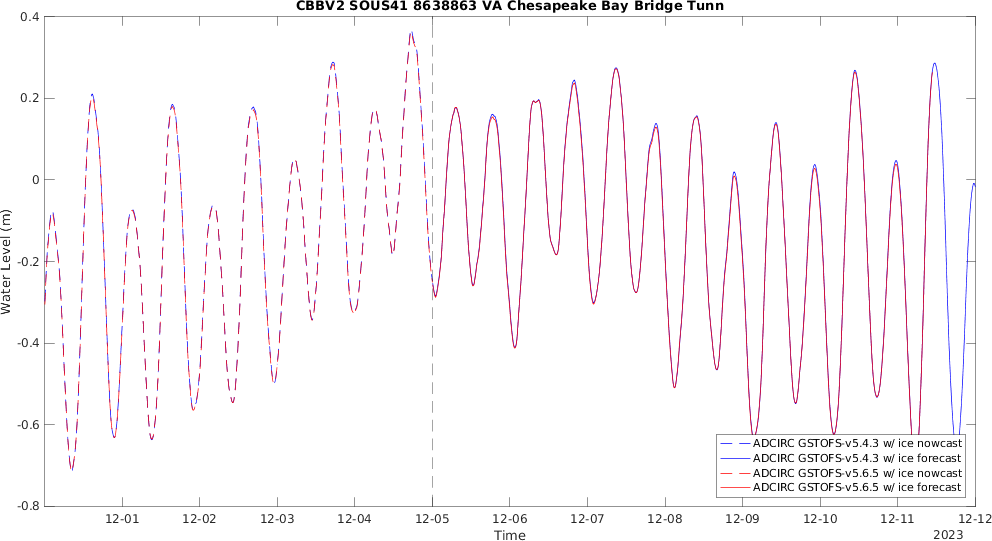 CBBV2 SOUS41 8638863 VA Chesapeake Bay Bridge Tunn
0.4
0.2
0
-0.2
-0.4
-0.6
-0.8
Water Level (m)
ADCIRC GSTOFS-v5.4.3 w/ ice nowcast
ADCIRC GSTOFS-v5.4.3 w/ ice forecast
ADCIRC GSTOFS-v5.6.5 w/ ice nowcast
ADCIRC GSTOFS-v5.6.5 w/ ice forecast
12-01 12-02 12-03 12-04 12-05 12-06 12-07 12-08 12-09 12-10 12-11 12-12
Time
2023